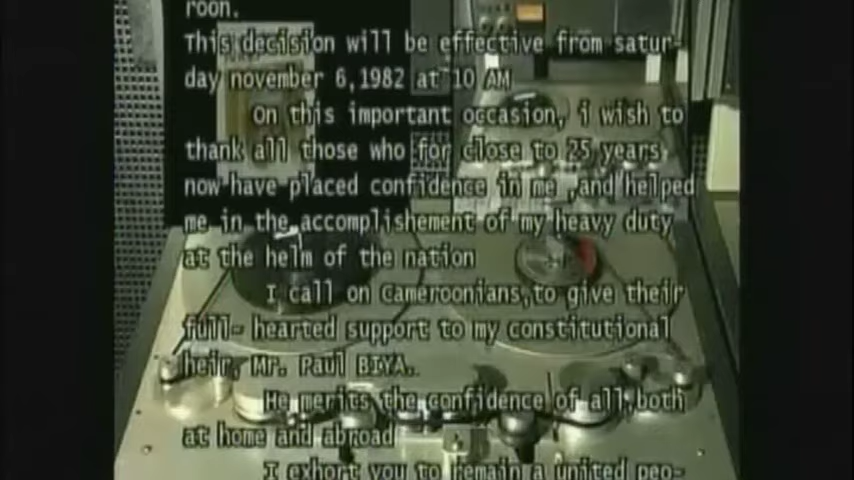 roon.
This decision will be effective from satur-
day november 6,1982 at 10 AM
On this important occasion, i wish to
thank all those who for close to 25 years
now have placed confidence in me ,and helped
me in the accomplishement of my heavy duty
at the helm of the nation
I call on Cameroonians,to give their
full- hearted support to my constitutional
heir, Mr. Paul BIYA.
He merits the confidence of all,both
at home and abroad
I exhort you to remain a united peo-